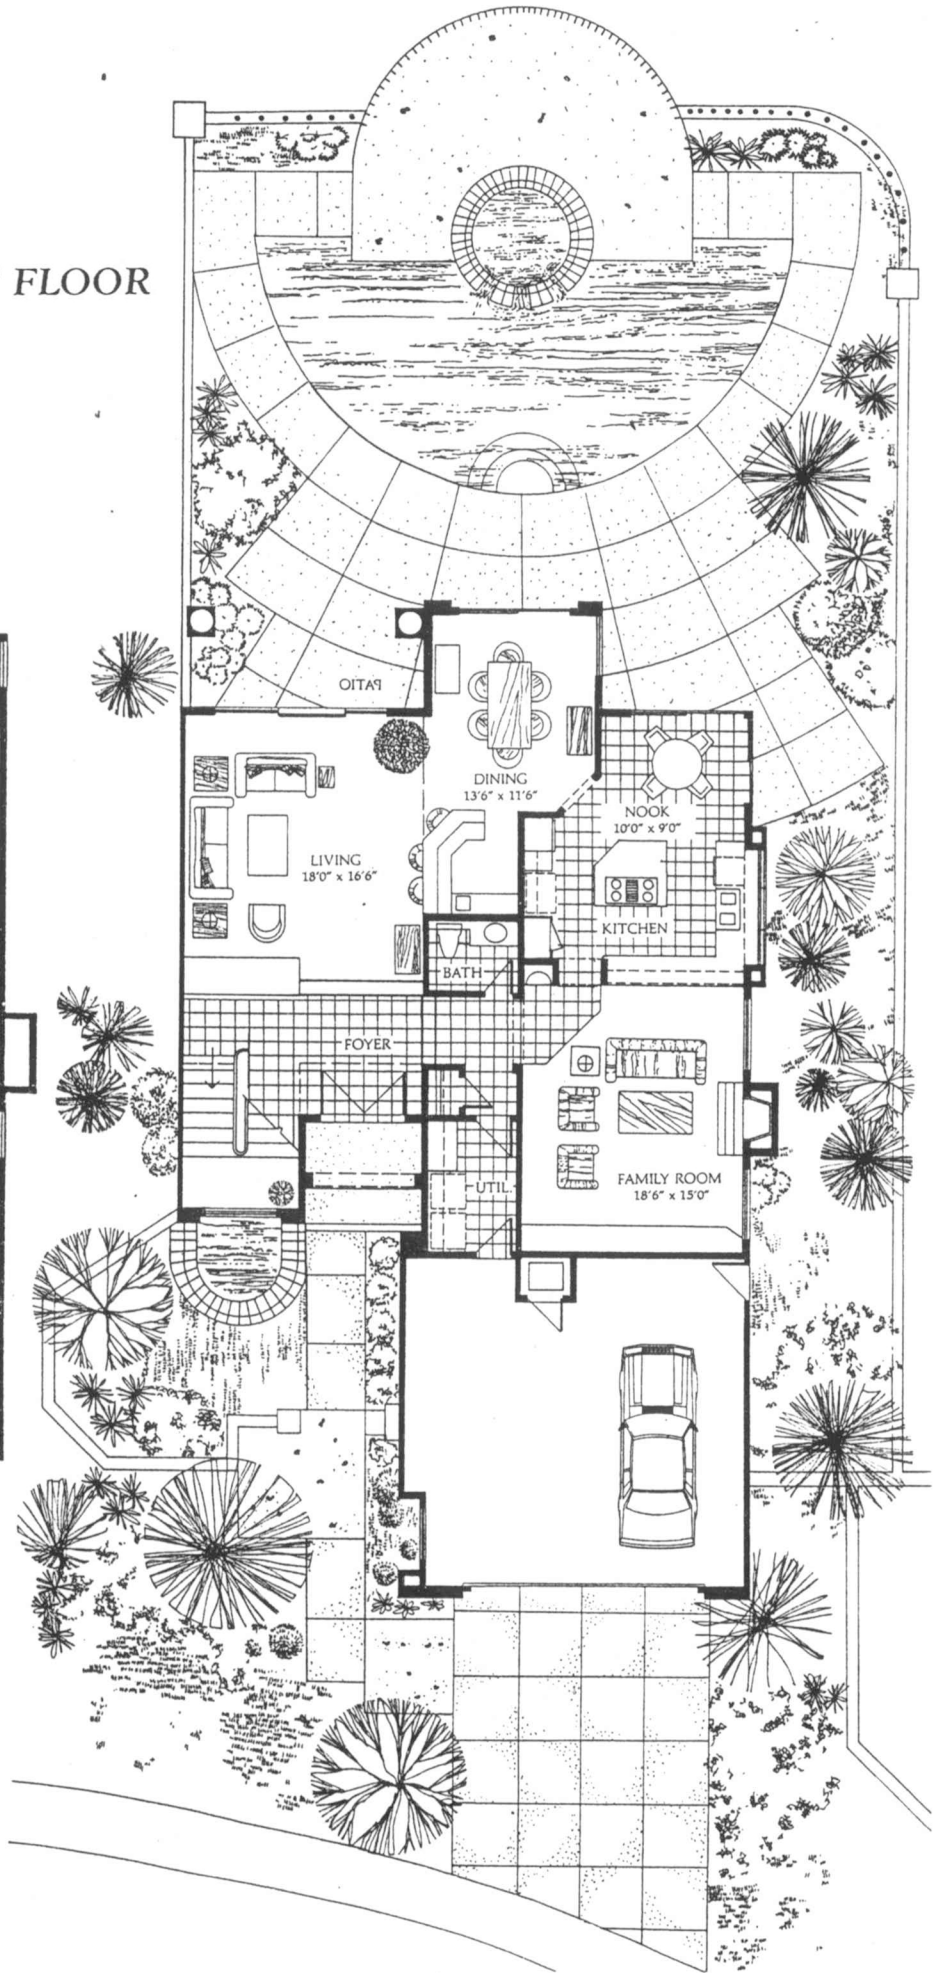 FLOOR
PATIO
DINING
13'6" x 11'6"
NOOK
10'0" x 9'0"
LIVING
18'0" x 16'6"
KITCHEN
BATH
FOYER
FAMILY ROOM
18'6" x 15'0"
UTIL